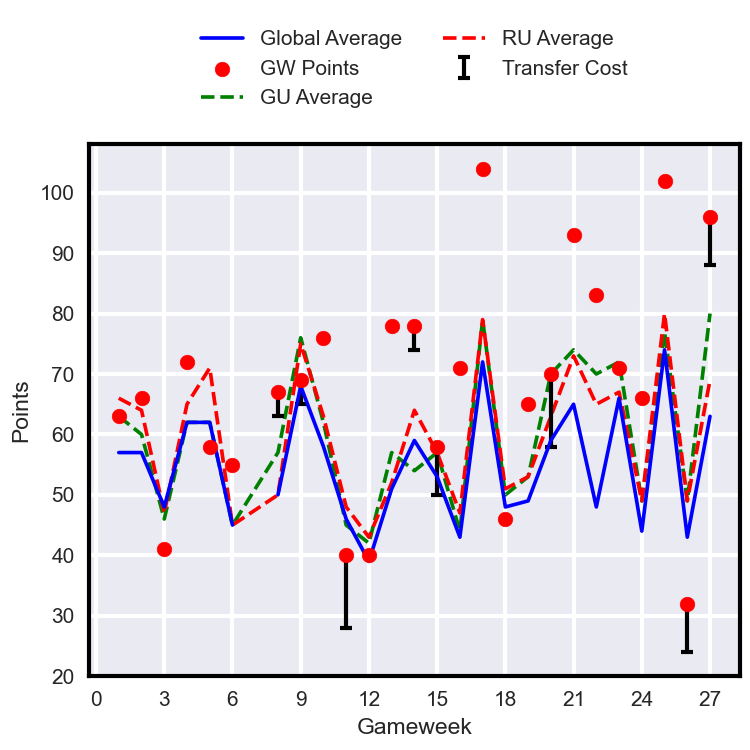 Global Average
GW Points
GU Average
RU Average
Transfer Cost
Points
100
90
80
70
60
50
40
30
20
0 3 6 9 12 15 18 21 24 27
Gameweek